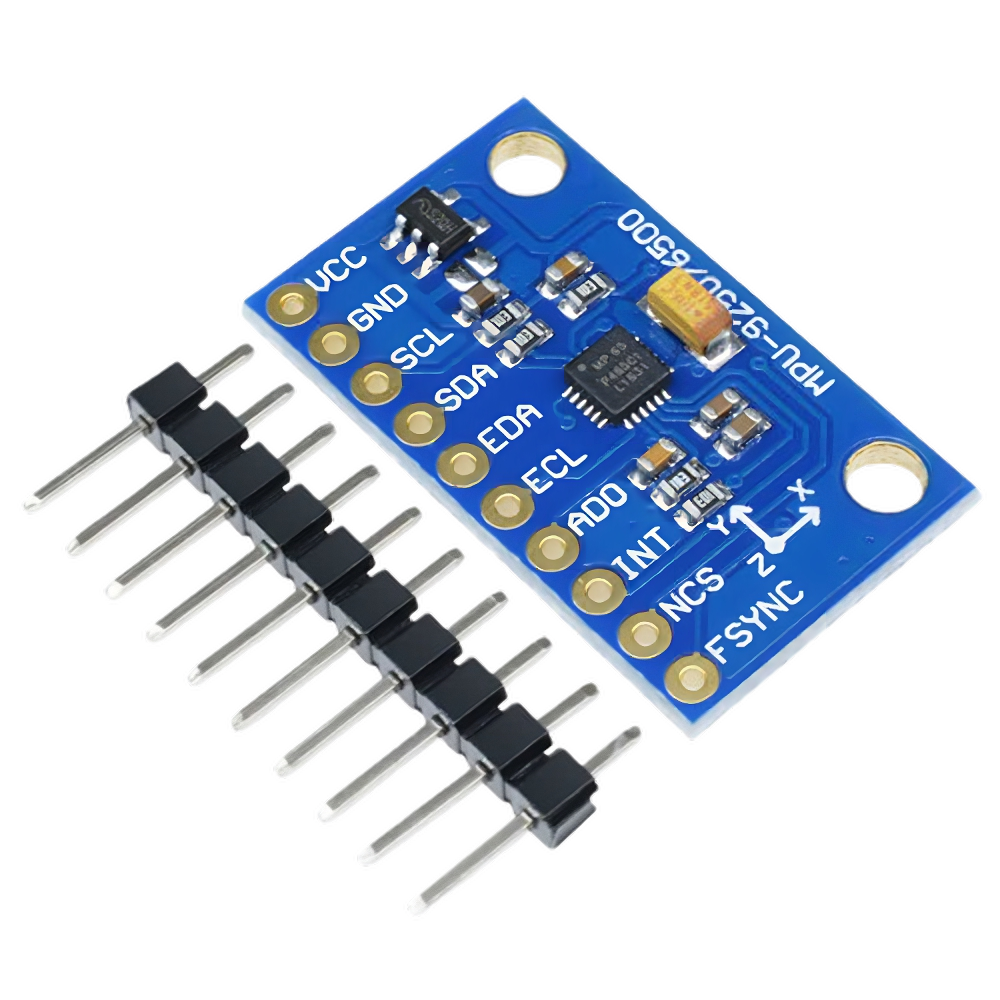 VCC
GND
SCL
SDA
EDA
ECL
ADO
INT
NCS
FSYNC
X
Y
Z
MPU-9250/6500